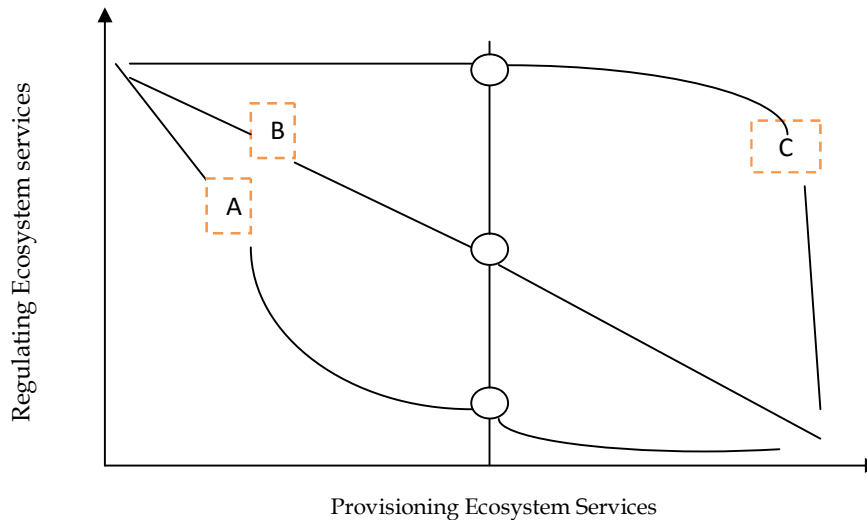 Regulating Ecosystem services
B
C
A
Provisioning Ecosystem Services